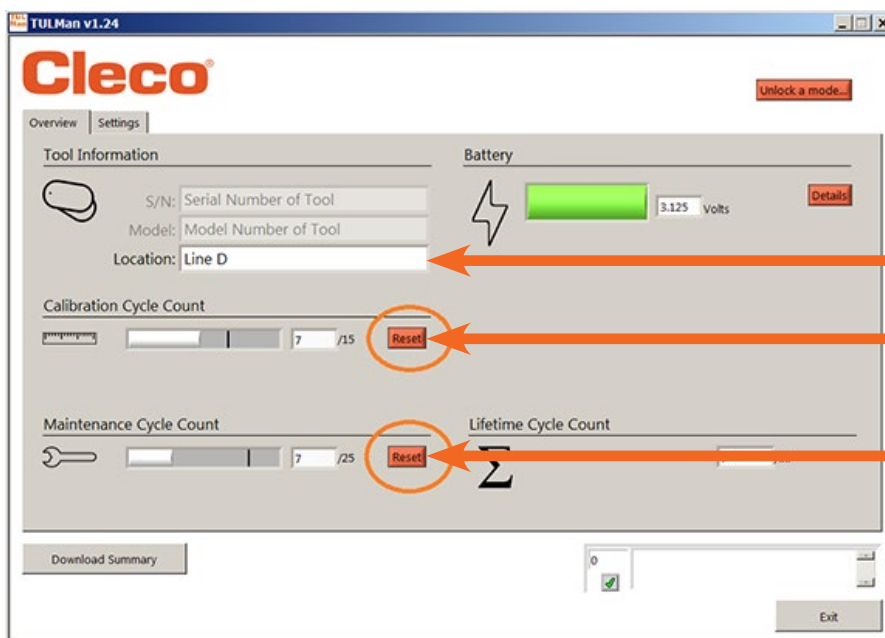 TULMan v1.24
Cleco®
Unlock a mode...
Overview
Settings
Tool Information
S/N: Serial Number of Tool
Model: Model Number of Tool
Location: Line D
Battery
3.125 Volts
Details
Calibration Cycle Count
7 /15
Reset
Maintenance Cycle Count
7 /25
Reset
Lifetime Cycle Count
Σ
Download Summary
0
Exit